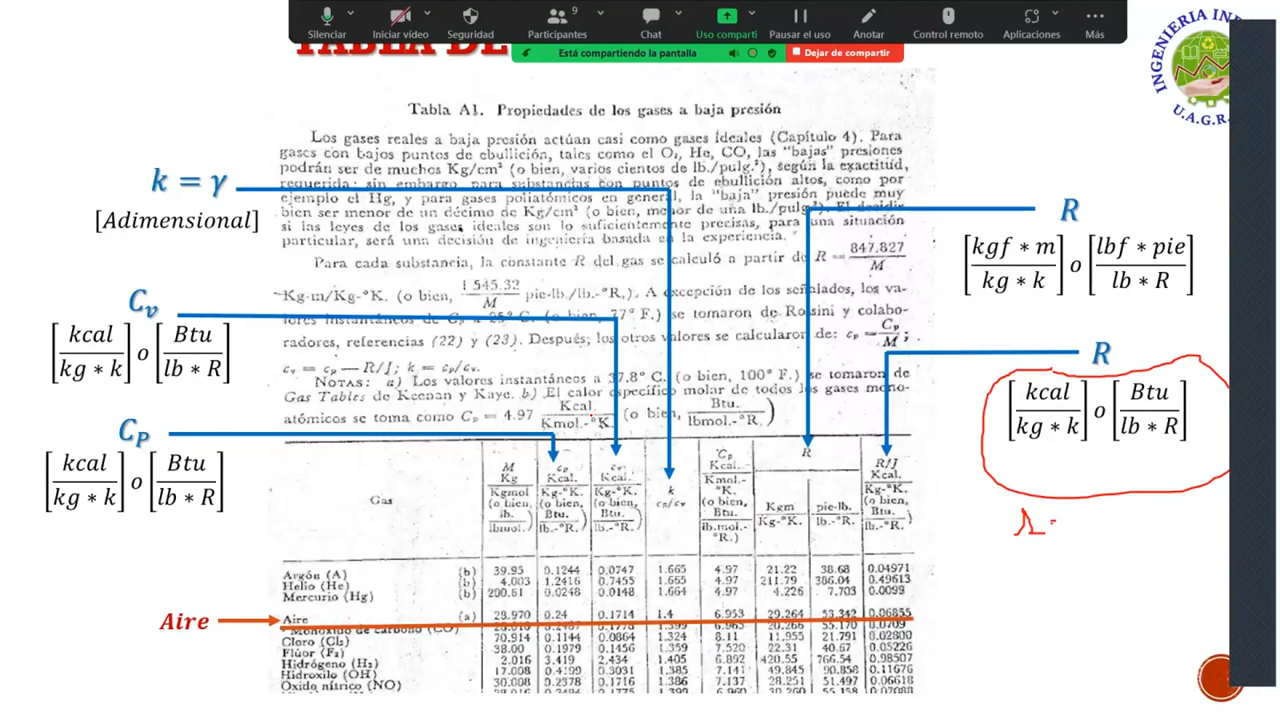 Silenciar
Iniciar vídeo
Seguridad
9
Participantes
Chat
Uso comparti
Pausar el uso
Anotar
Control remoto
Aplicaciones
Más
TABLA DE
Está compartiendo la pantalla
Dejar de compartir
INGENIERIA IN
U.A.G.R.
Tabla A1. Propiedades de los gases a baja presión
Los gases reales a baja presión actúan casi como gases ideales (Capítulo 4). Para
gases con bajos puntos de ebullición, tales como el O₂, He, CO, las "bajas" presiones
podrán ser de muchos Kg/cm² (o bien, varios cientos de lb./pulg.²), según la exactitud,
requerida; sin embargo para substancias con puntos de ebullición altos, como por
ejemplo el Hg, y para gases poliatómicos en general, la "baja" presión puede muy
bien ser menor de un décimo de Kg/cm² (o bien, menor de una lb./pulg²). El decidir
si las leyes de los gases ideales son lo suficientemente precisas, para una situación
particular, será una decisión de ingeniería basada en la experiencia.
Para cada substancia, la constante R del gas se calculó a partir de R = 847.827/M
Kg-m/Kg-°K. (o bien, 1 545.32/M pie-lb./lb.-°R,). A excepción de los señalados, los va-
lores instantáneos de Cp a 25° C. (o bien, 77° F.) se tomaron de Rossini y colabo-
radores, referencias (22) y (23). Después; los otros valores se calcularon de: cp = Cp/M;
cv = cp — R/J; k = cp/cv.
NOTAS: a) Los valores instantáneos a 37.8° C. (o bien, 100° F.) se tomaron de
Gas Tables de Keenan y Kaye. b) El calor específico molar de todos los gases mono-
atómicos se toma como Cp = 4.97 Kcal./Kmol.-°K. (o bien, Btu./lbmol.-°R.)
k = γ
[Adimensional]
Cv
[kcal/kg * k] o [Btu/lb * R]
CP
[kcal/kg * k] o [Btu/lb * R]
R
[kgf * m/kg * k] o [lbf * pie/lb * R]
R
[kcal/kg * k] o [Btu/lb * R]
Gas
M Kg/Kgmol (o bien, lb./lbmol.)
cp Kcal./Kg-°K. (o bien, Btu./lb.-°R.)
cv Kcal./Kg-°K. (o bien, Btu./lb.-°R.)
k cp/cv
Cp Kcal./Kmol.-°K. (o bien, Btu./lb.mol.-°R.)
R
Kgm/Kg-°K.
pie-lb./lb.-°R.
R/J Kcal./Kg-°K. (o bien, Btu./lb.-°R.)
Argón (A) (b) 39.95 0.1244 0.0747 1.665 4.97 21.22 38.68 0.04971
Helio (He) (b) 4.003 1.2416 0.7455 1.665 4.97 211.79 386.04 0.49613
Mercurio (Hg) (b) 200.61 0.0248 0.0148 1.664 4.97 4.226 7.703 0.0099
Aire
Aire (a) 28.970 0.24 0.1714 1.4 6.953 29.264 53.342 0.06855
Monóxido de carbono (CO) 1.399 6.963 20.266 55.170 0.0709
Cloro (Cl₂) 70.914 0.1144 0.0864 1.324 8.11 11.955 21.791 0.02800
Flúor (F₂) 38.00 0.1979 0.1456 1.359 7.520 22.31 40.67 0.05226
Hidrógeno (H₂) 2.016 3.419 2.434 1.405 6.892 420.55 766.54 0.98507
Hidroxilo (OH) 17.008 0.4199 0.3031 1.385 7.141 49.845 90.858 0.11676
Oxido nítrico (NO) 30.008 0.2378 0.1716 1.386 7.137 28.251 51.497 0.06618